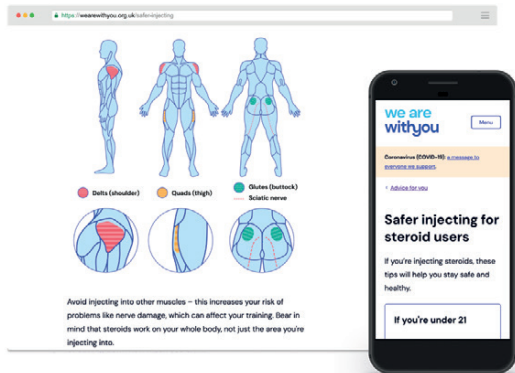 https://wearewithyou.org.uk/safer-injecting
Delts (shoulder)
Quads (thigh)
Glutes (buttock)
Sciatic nerve
Avoid injecting into other muscles – this increases your risk of
problems like nerve damage, which can affect your training. Bear in
mind that steroids work on your whole body, not just the area you're
injecting into.
we are
withyou
Menu
Coronavirus (COVID-19): a message to
everyone we support.
‹ Advice for you
Safer injecting for
steroid users
If you're injecting steroids, these
tips will help you stay safe and
healthy.
If you're under 21